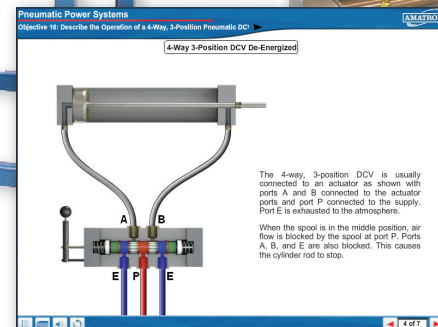 Pneumatic Power Systems
AMATRO
Objective 16: Describe the Operation of a 4-Way, 3-Position Pneumatic DC
4-Way 3-Position DCV De-Energized
A B
E P E
The 4-way, 3-position DCV is usually
connected to an actuator as shown with
ports A and B connected to the actuator
ports and port P connected to the supply.
Port E is exhausted to the atmosphere.
When the spool is in the middle position, air
flow is blocked by the spool at port P. Ports
A, B, and E are also blocked. This causes
the cylinder rod to stop.
4 of 7